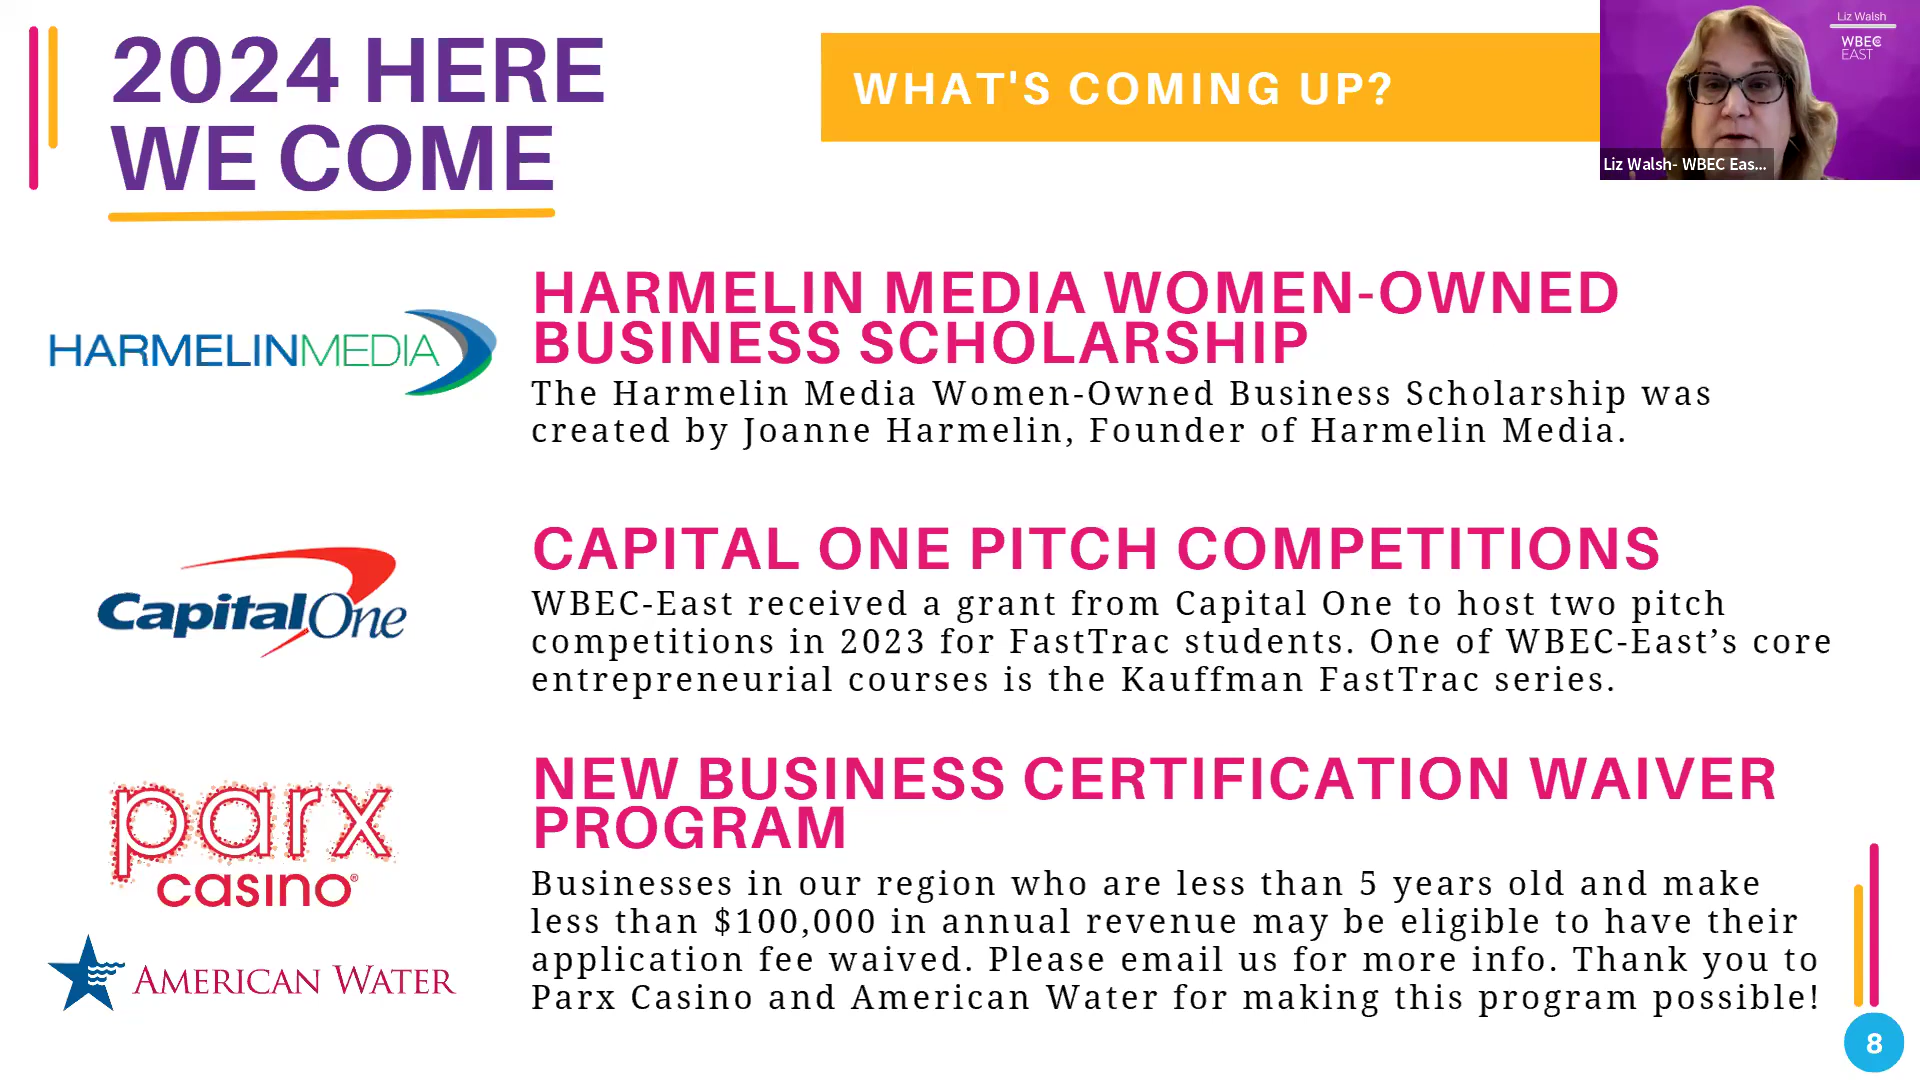 2024 HERE
WE COME
WHAT'S COMING UP?
Liz Walsh
WBEC
EAST
Liz Walsh- WBEC Eas...
HARMELINMEDIA
HARMELIN MEDIA WOMEN-OWNED
BUSINESS SCHOLARSHIP
The Harmelin Media Women-Owned Business Scholarship was
created by Joanne Harmelin, Founder of Harmelin Media.
CapitalOne
CAPITAL ONE PITCH COMPETITIONS
WBEC-East received a grant from Capital One to host two pitch
competitions in 2023 for FastTrac students. One of WBEC-East’s core
entrepreneurial courses is the Kauffman FastTrac series.
parx
casino®
AMERICAN WATER
NEW BUSINESS CERTIFICATION WAIVER
PROGRAM
Businesses in our region who are less than 5 years old and make
less than $100,000 in annual revenue may be eligible to have their
application fee waived. Please email us for more info. Thank you to
Parx Casino and American Water for making this program possible!
8